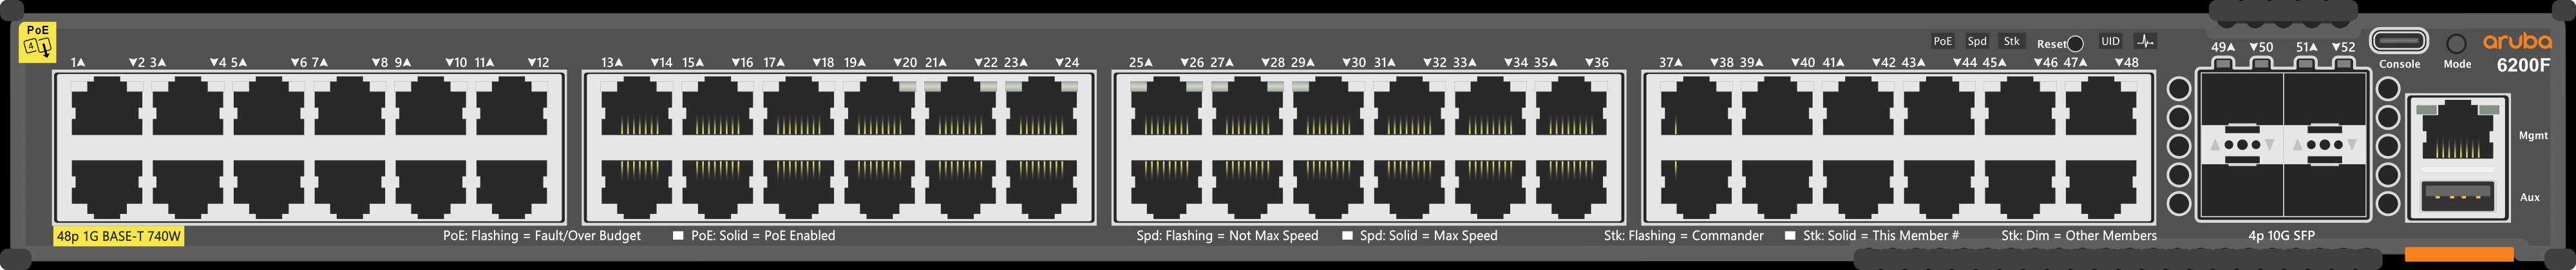 PoE
4
PoE Spd Stk Reset UID
aruba
6200F
1▲ ▼2 3▲ ▼4 5▲ ▼6 7▲ ▼8 9▲ ▼10 11▲ ▼12
13▲ ▼14 15▲ ▼16 17▲ ▼18 19▲ ▼20 21▲ ▼22 23▲ ▼24
25▲ ▼26 27▲ ▼28 29▲ ▼30 31▲ ▼32 33▲ ▼34 35▲ ▼36
37▲ ▼38 39▲ ▼40 41▲ ▼42 43▲ ▼44 45▲ ▼46 47▲ ▼48
49▲ ▼50 51▲ ▼52
Console
Mode
Mgmt
Aux
48p 1G BASE-T 740W
PoE: Flashing = Fault/Over Budget
PoE: Solid = PoE Enabled
Spd: Flashing = Not Max Speed
Spd: Solid = Max Speed
Stk: Flashing = Commander
Stk: Solid = This Member #
Stk: Dim = Other Members
4p 10G SFP